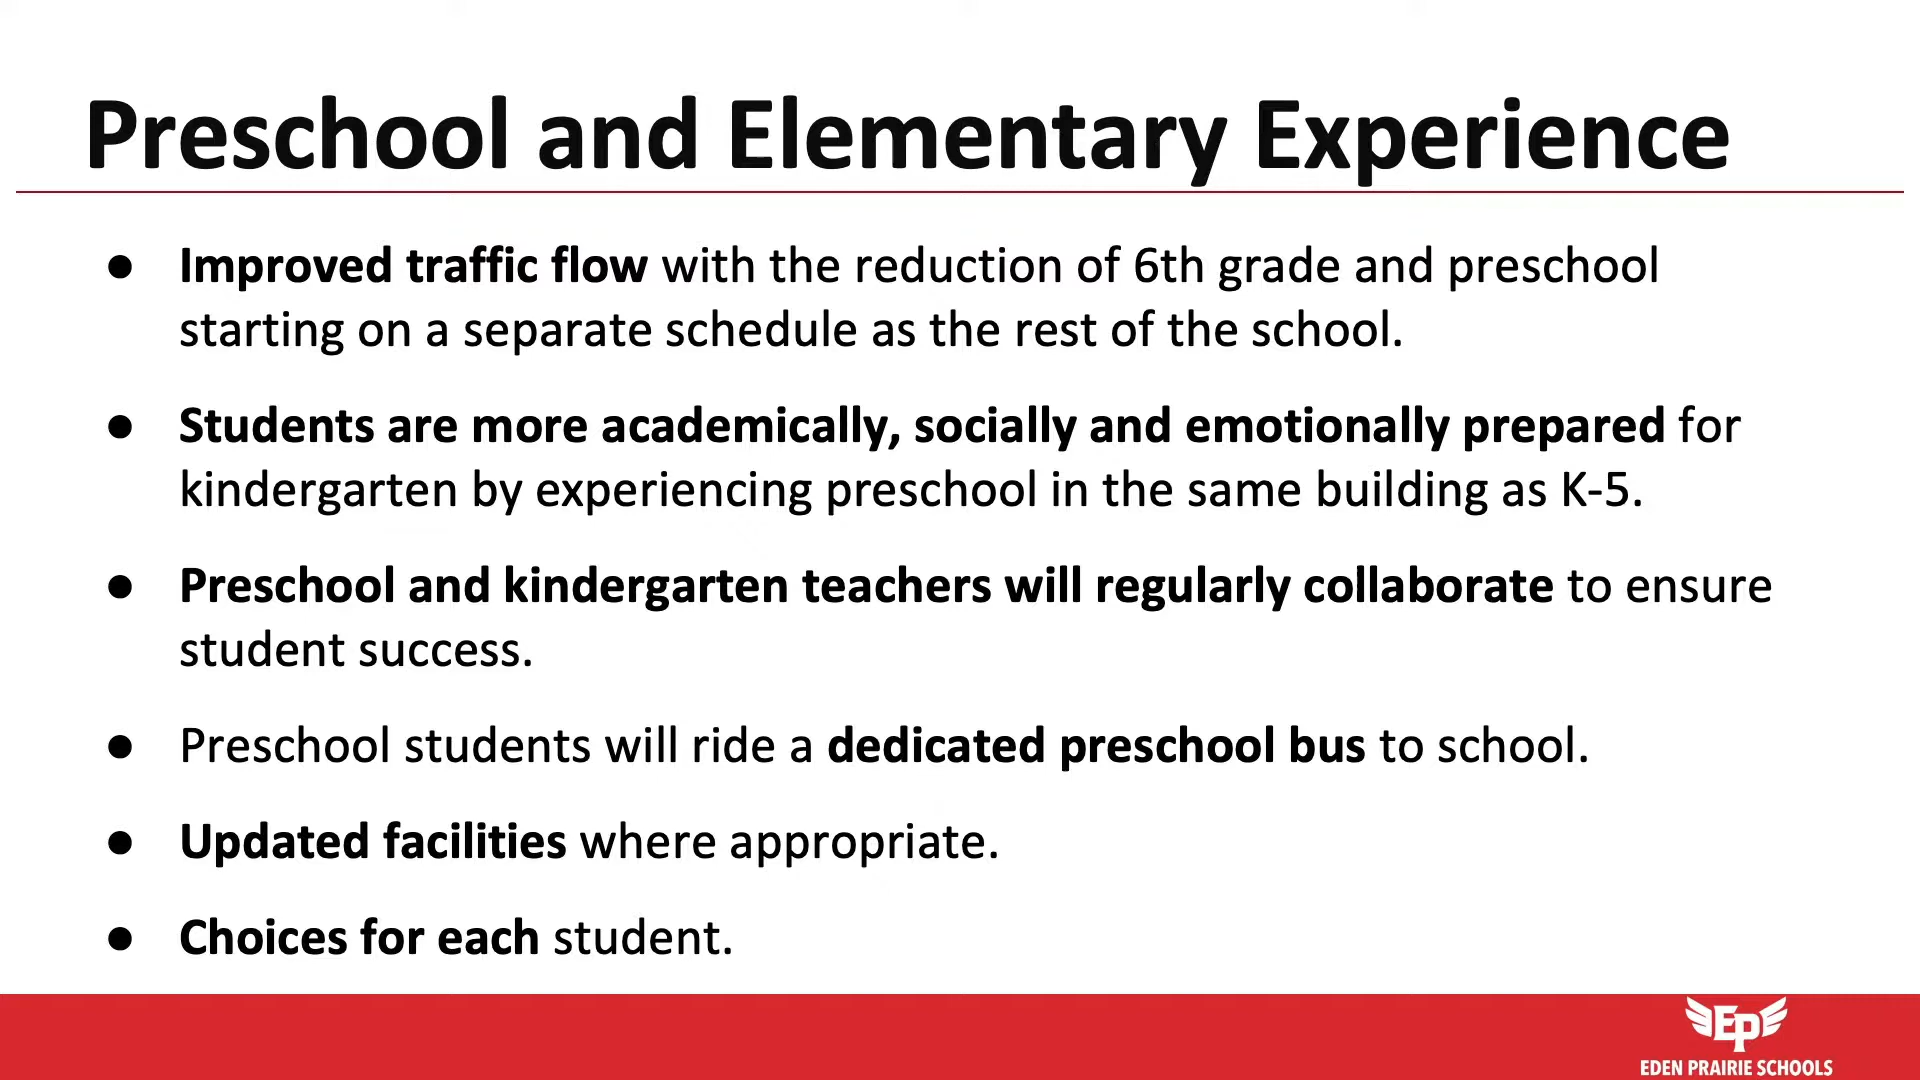 Preschool and Elementary Experience
● Improved traffic flow with the reduction of 6th grade and preschool
starting on a separate schedule as the rest of the school.
● Students are more academically, socially and emotionally prepared for
kindergarten by experiencing preschool in the same building as K-5.
● Preschool and kindergarten teachers will regularly collaborate to ensure
student success.
● Preschool students will ride a dedicated preschool bus to school.
● Updated facilities where appropriate.
● Choices for each student.
EP
EDEN PRAIRIE SCHOOLS